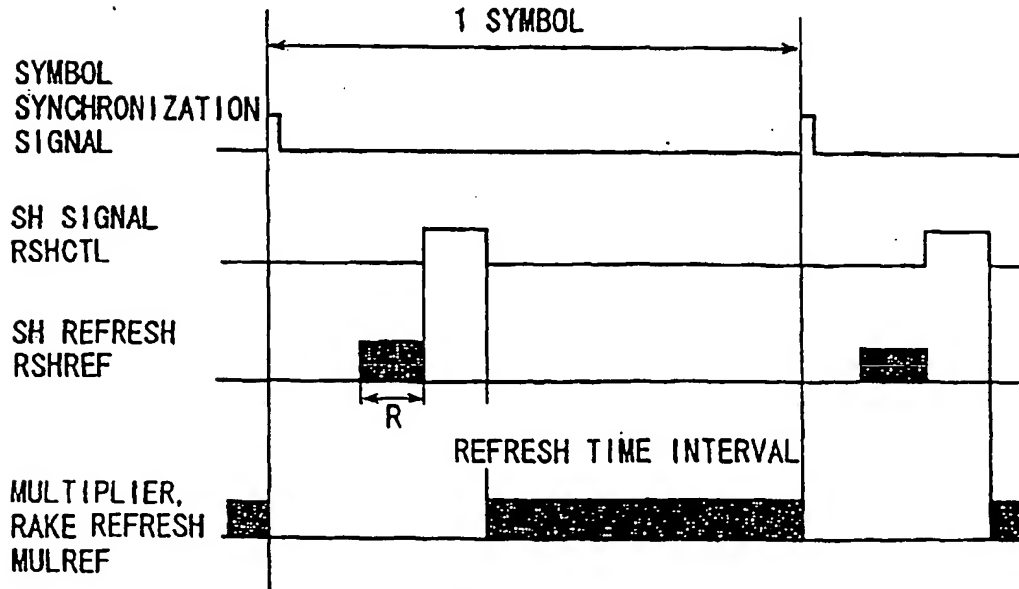 1 SYMBOL
SYMBOL
SYNCHRONIZATION
SIGNAL
SH SIGNAL
RSHCTL
SH REFRESH
RSHREF
R
REFRESH TIME INTERVAL
MULTIPLIER,
RAKE REFRESH
MULREF